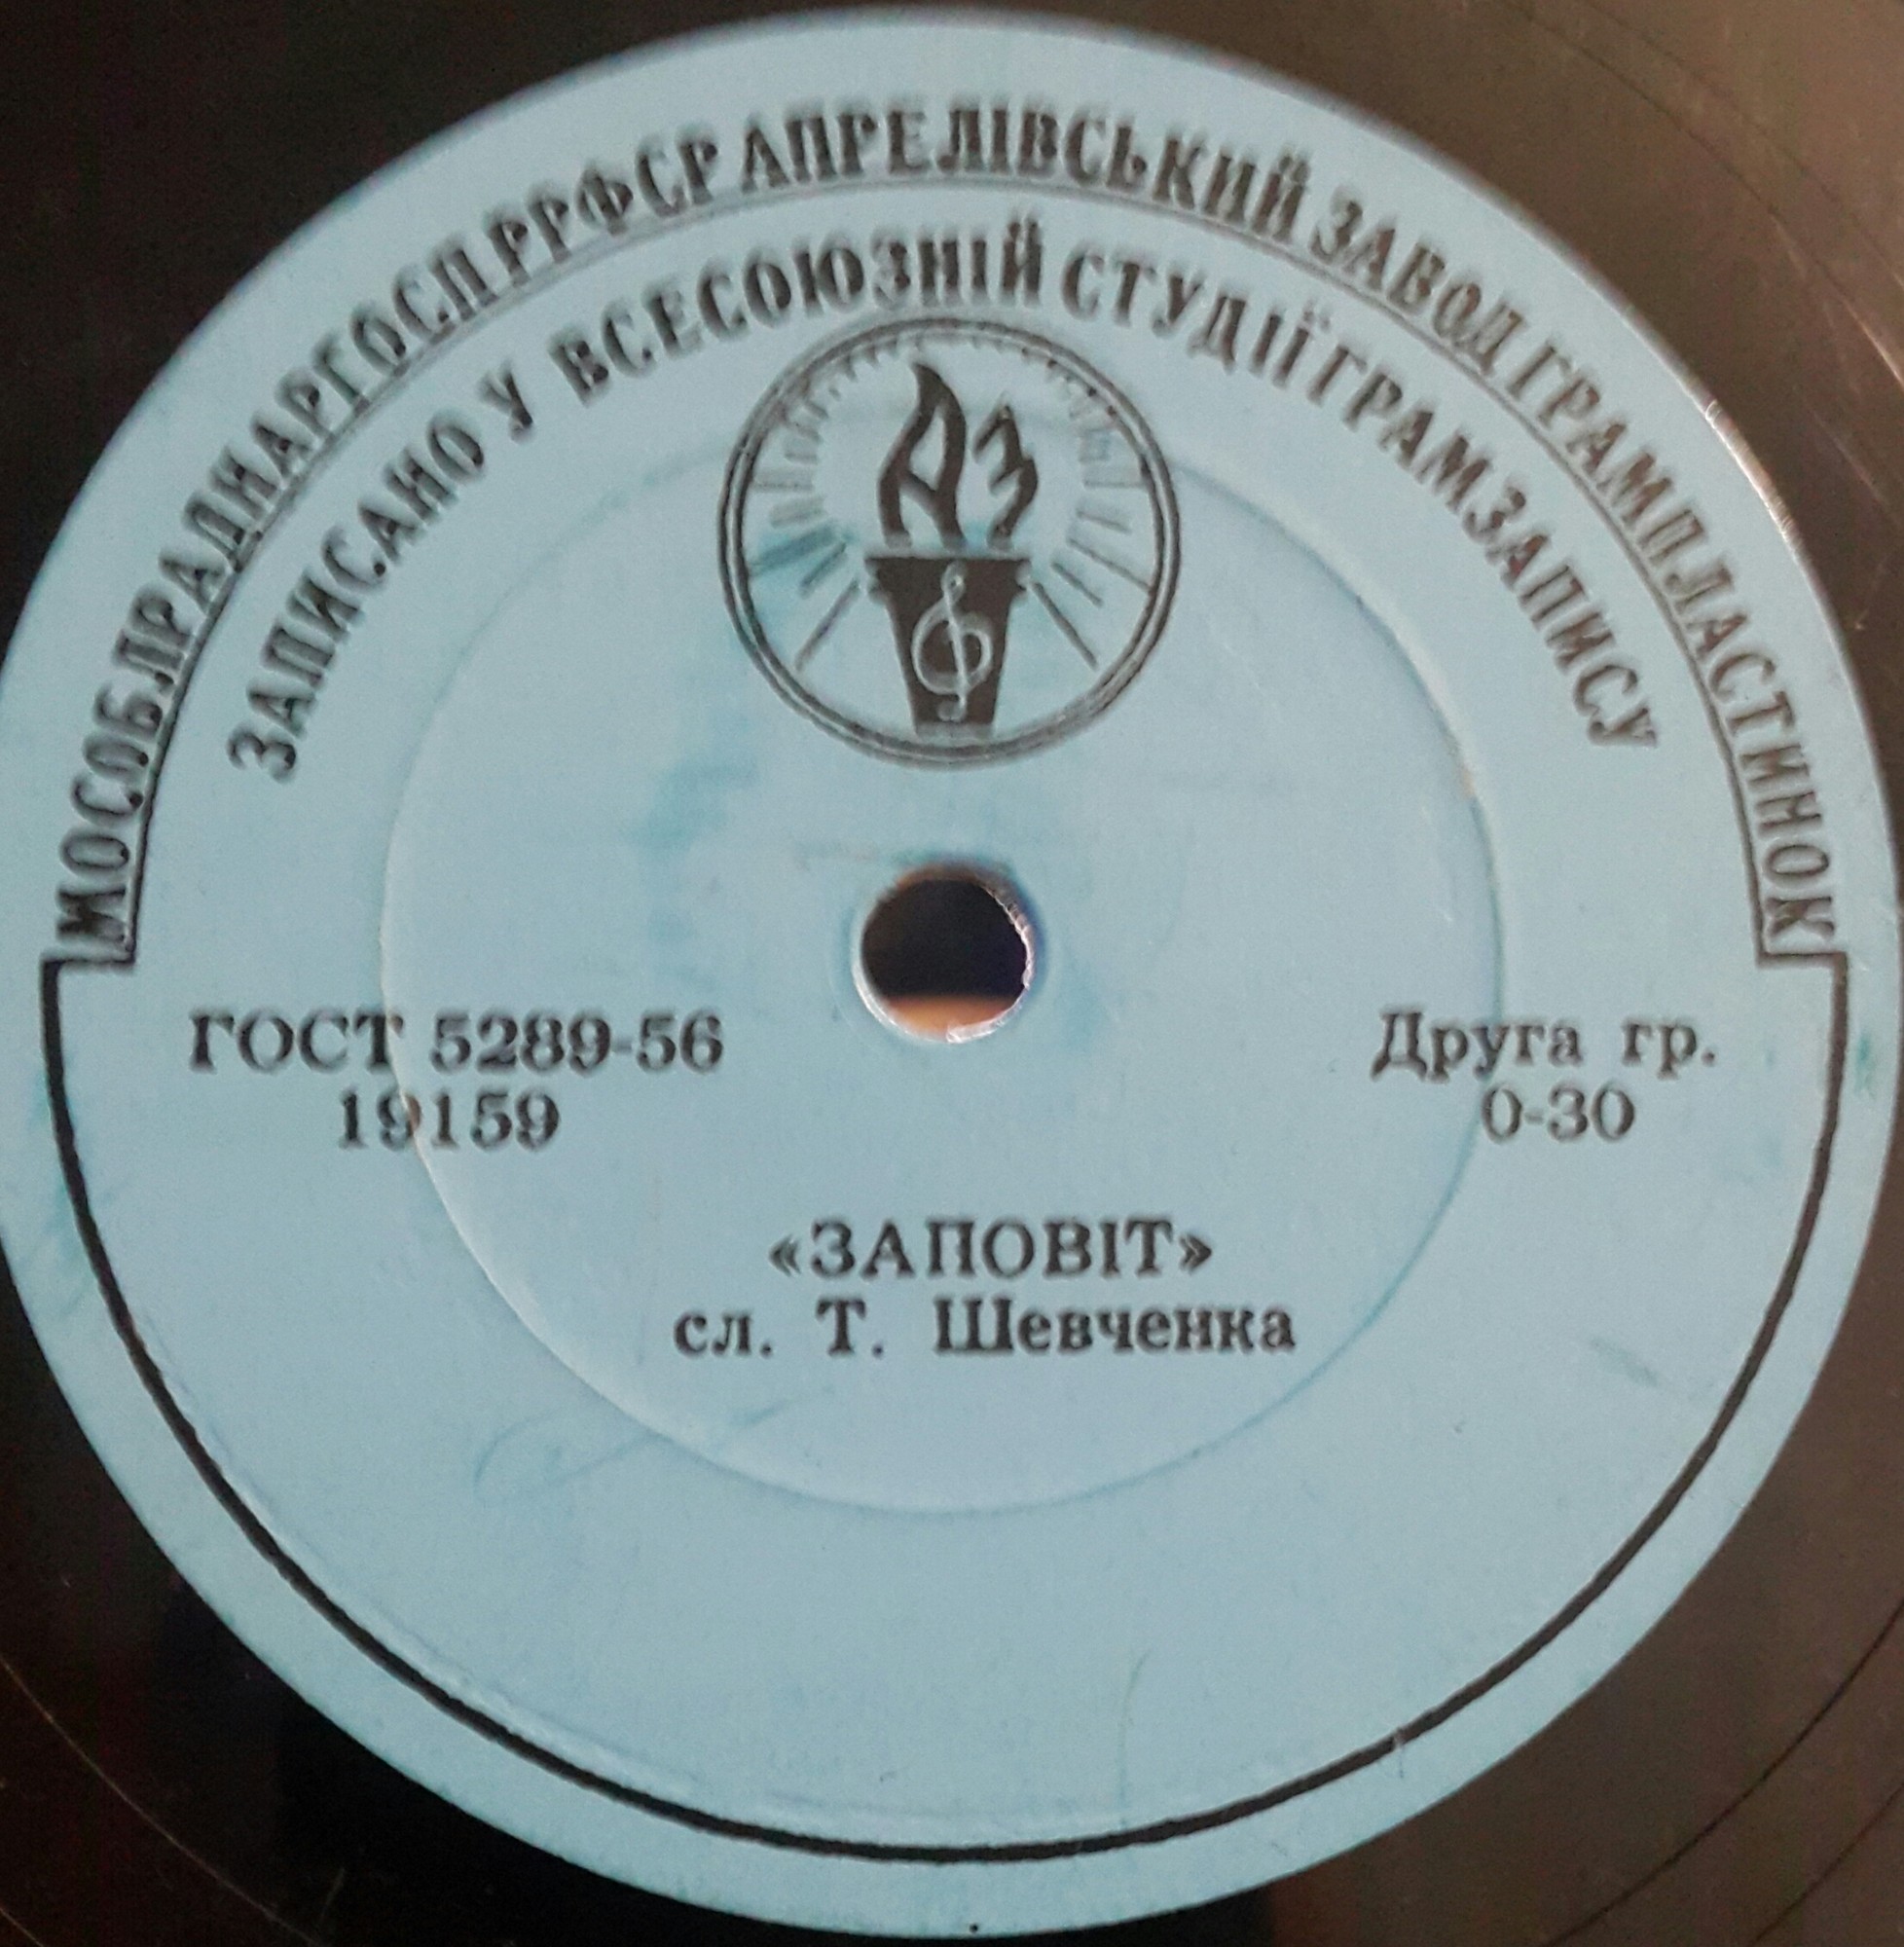 МОСОБЛРАДНАРГОСП РРФСР АПРЕЛІВСЬКИЙ ЗАВОД ГРАМПЛАСТИНОК
ЗАПИСАНО У ВСЕСОЮЗНІЙ СТУДІЇ ГРАМЗАПИСУ
АЗ
ГОСТ 5289-56
19159
Друга гр.
0-30
«ЗАПОВІТ»
сл. Т. Шевченка